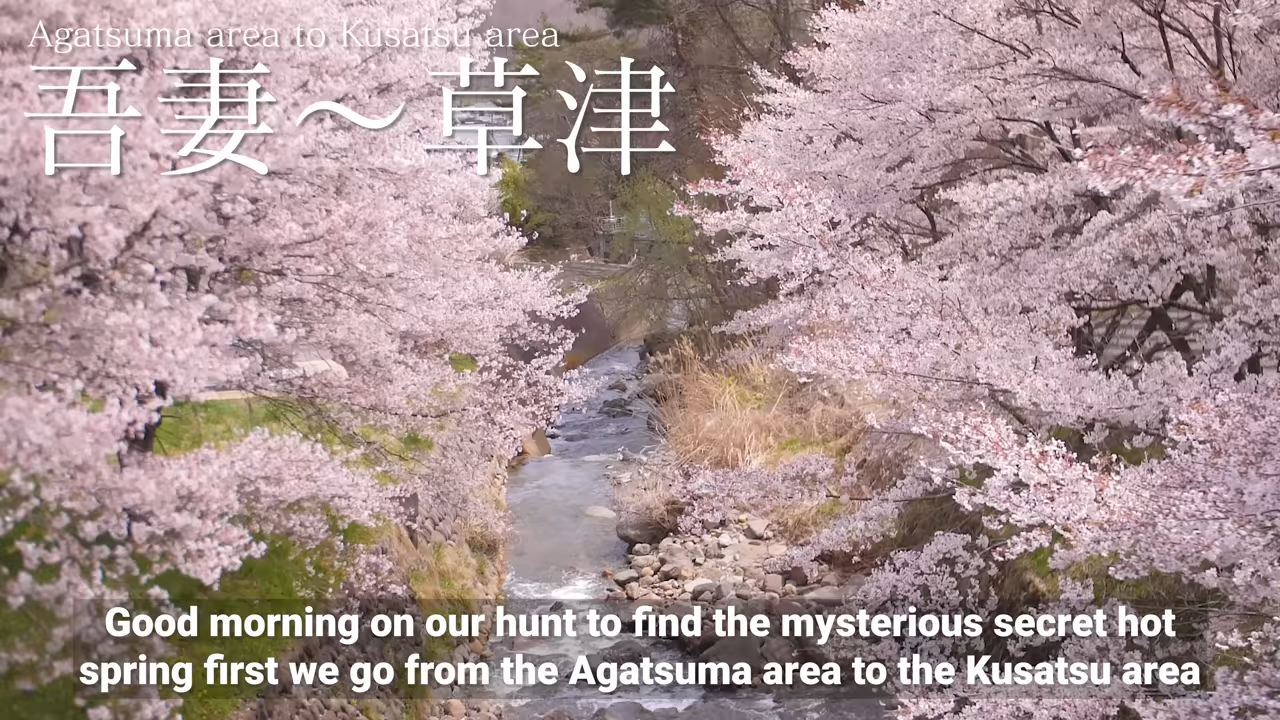 Agatsuma area to Kusatsu area
吾妻～草津
Good morning on our hunt to find the mysterious secret hot
spring first we go from the Agatsuma area to the Kusatsu area